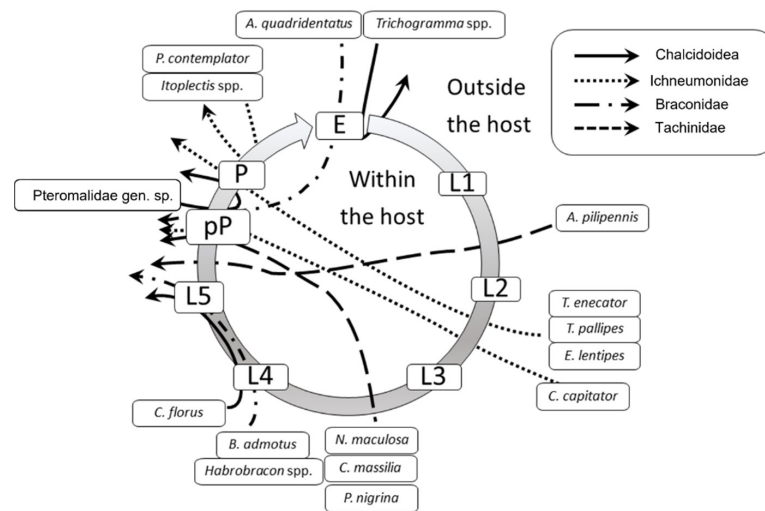 A. quadridentatus
Trichogramma spp.
P. contemplator
Itoplectis spp.
Chalcidoidea
Ichneumonidae
Braconidae
Tachinidae
Outside
the host
E
P
L1
Within
the host
Pteromalidae gen. sp.
pP
A. pilipennis
L2
L5
T. enecator
T. pallipes
E. lentipes
L4
L3
C. capitator
C. florus
B. admotus
Habrobracon spp.
N. maculosa
C. massilia
P. nigrina